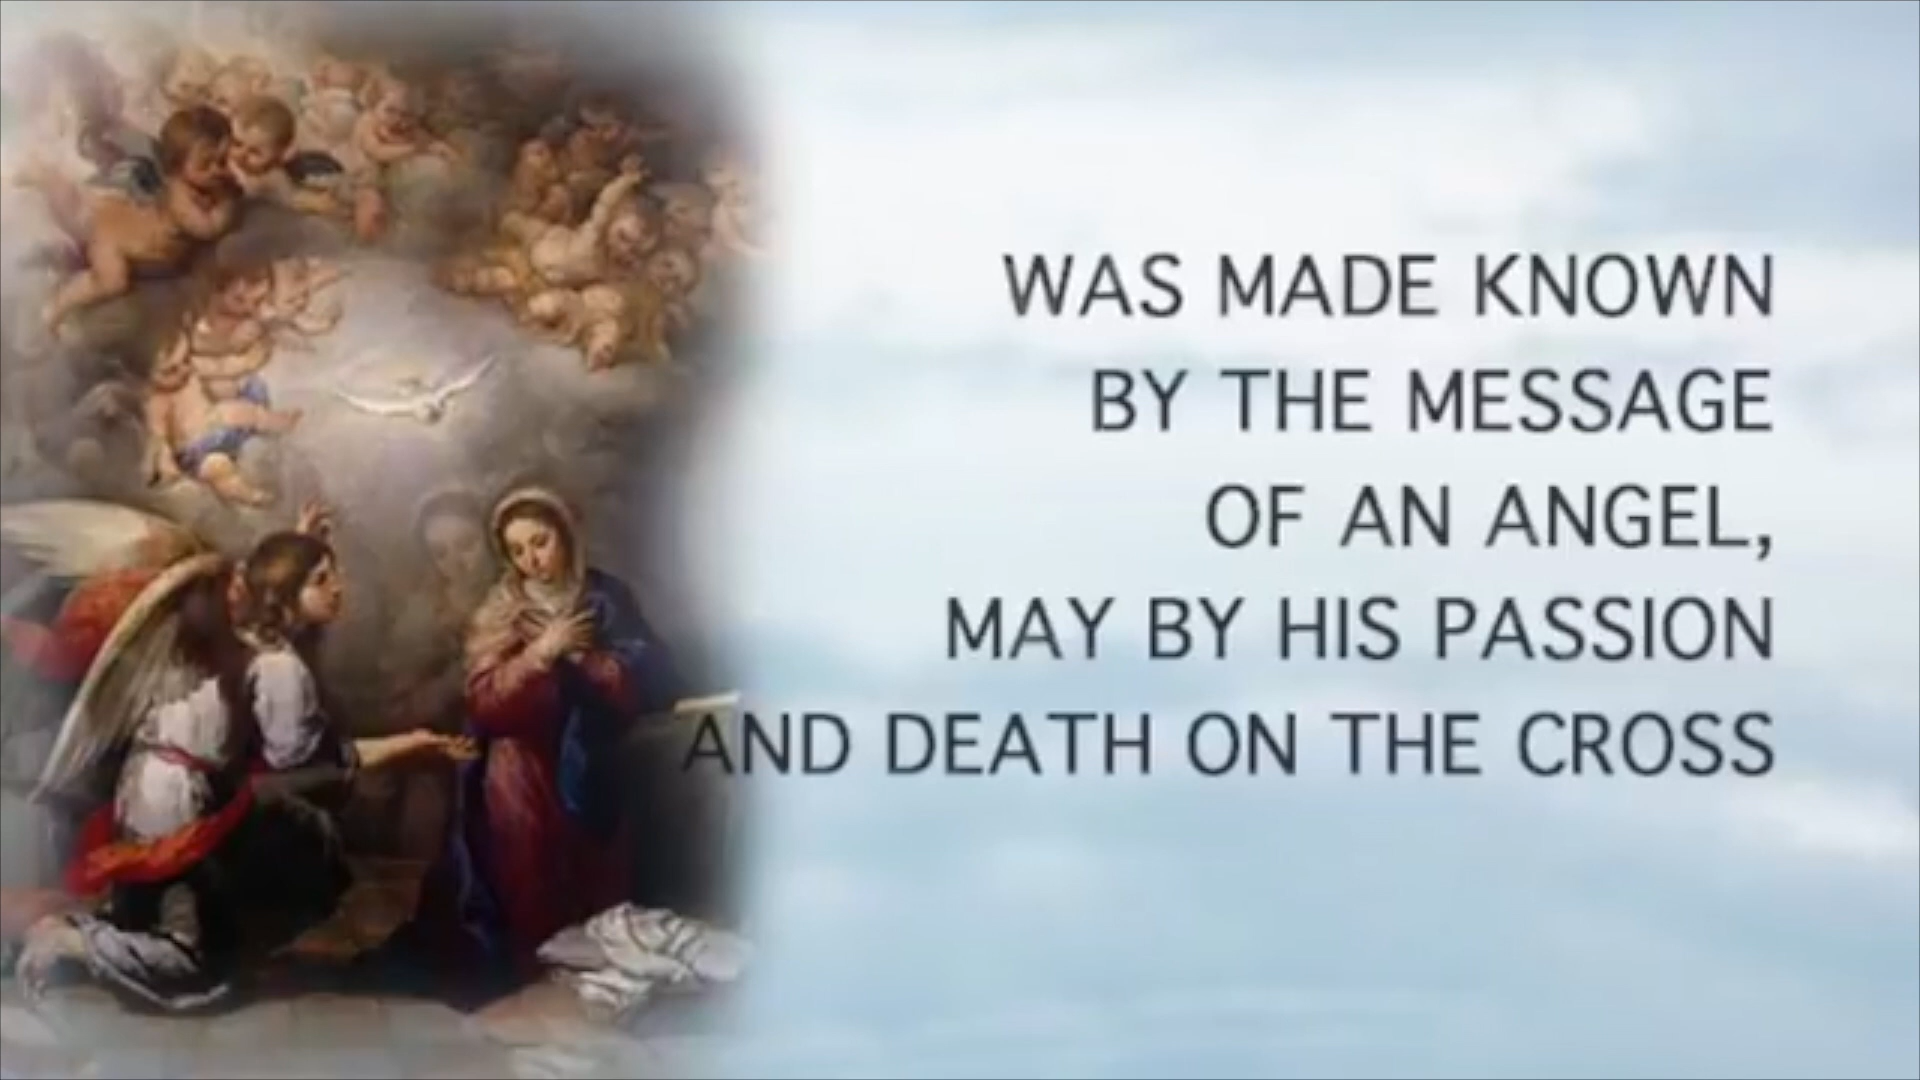 WAS MADE KNOWN
BY THE MESSAGE
OF AN ANGEL,
MAY BY HIS PASSION
AND DEATH ON THE CROSS